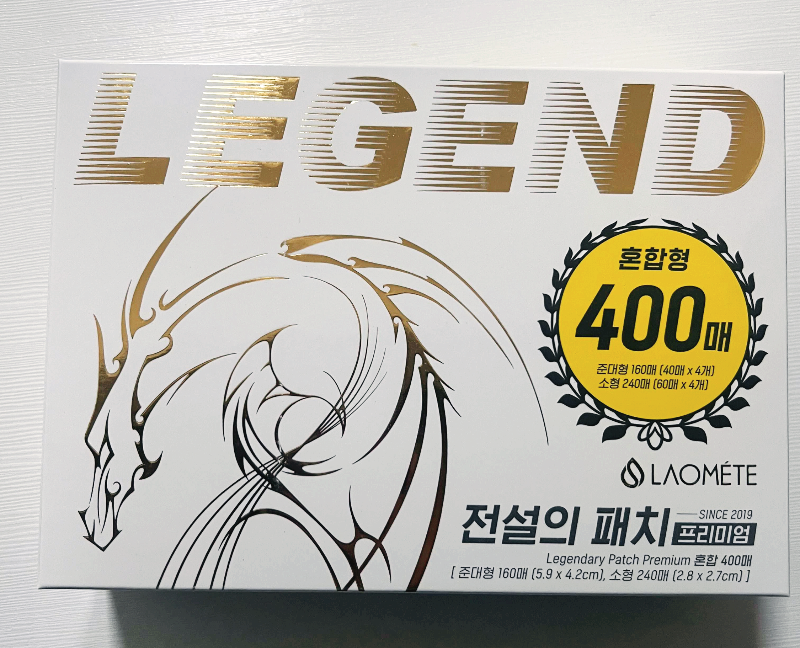 LEGEND
혼합형
400매
준대형 160매 (40매 x 4개)
소형 240매 (60매 x 4개)
LAOMÉTE
전설의 패치 SINCE 2019 프리미엄
Legendary Patch Premium 혼합 400매
[ 준대형 160매 (5.9 x 4.2cm), 소형 240매 (2.8 x 2.7cm) ]